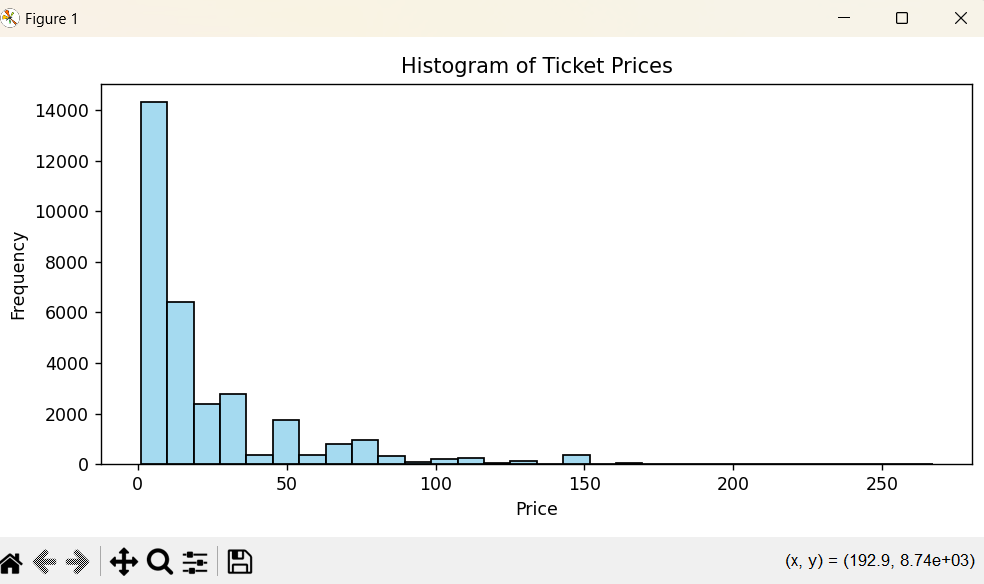 Figure 1
Histogram of Ticket Prices
14000
12000
10000
8000
6000
4000
2000
0
Frequency
0 50 100 150 200 250
Price
(x, y) = (192.9, 8.74e+03)